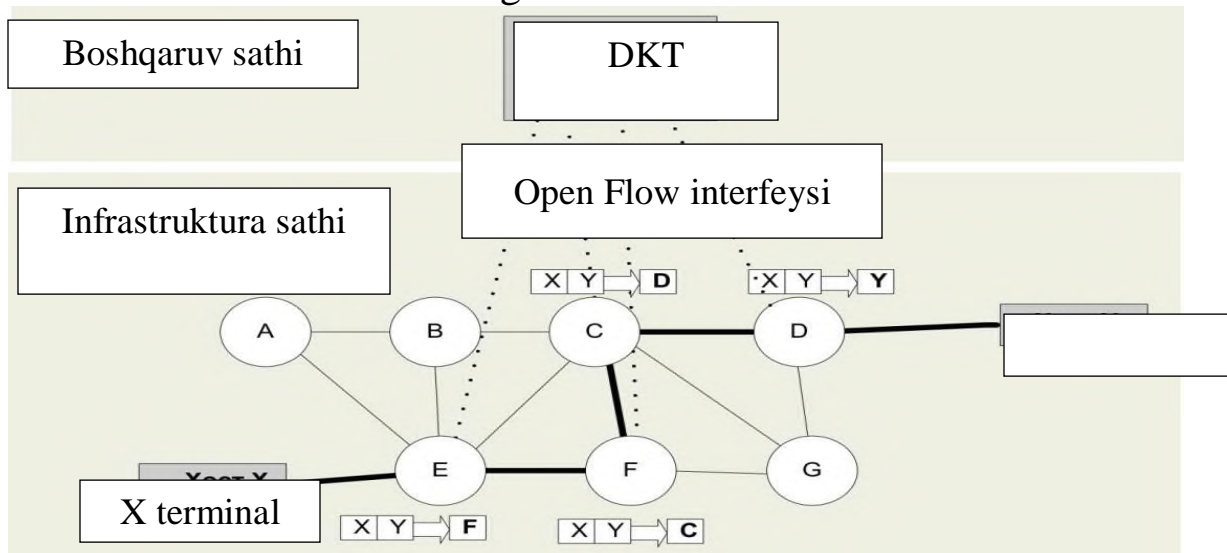 Boshqaruv sathi
DKT
Open Flow interfeysi
Infrastruktura sathi
X Y D
X Y Y
A
B
C
D
E
F
G
X terminal
X Y F
X Y C